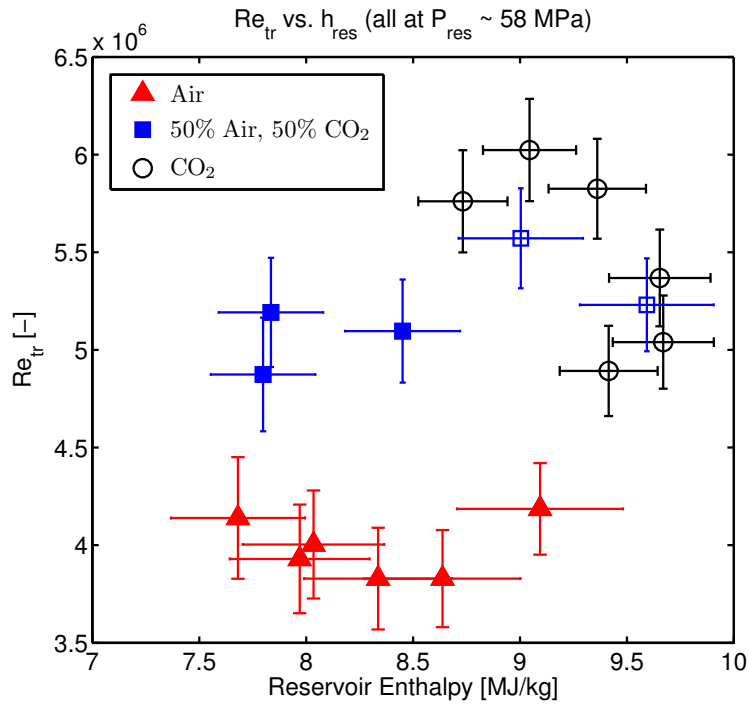 Re_tr vs. h_res (all at P_res ~ 58 MPa)
x 10^6
6.5
6
5.5
5
4.5
4
3.5
Re_tr [−]
Air
50% Air, 50% CO₂
CO₂
7 7.5 8 8.5 9 9.5 10
Reservoir Enthalpy [MJ/kg]